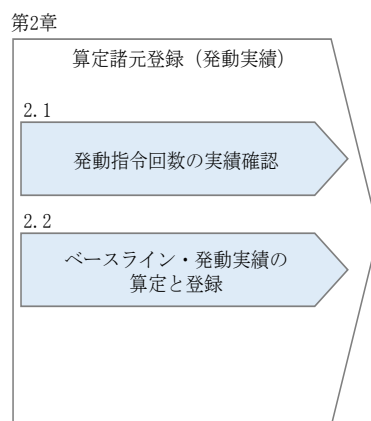 第2章
算定諸元登録（発動実績）
2.1
発動指令回数の実績確認
2.2
ベースライン・発動実績の
算定と登録